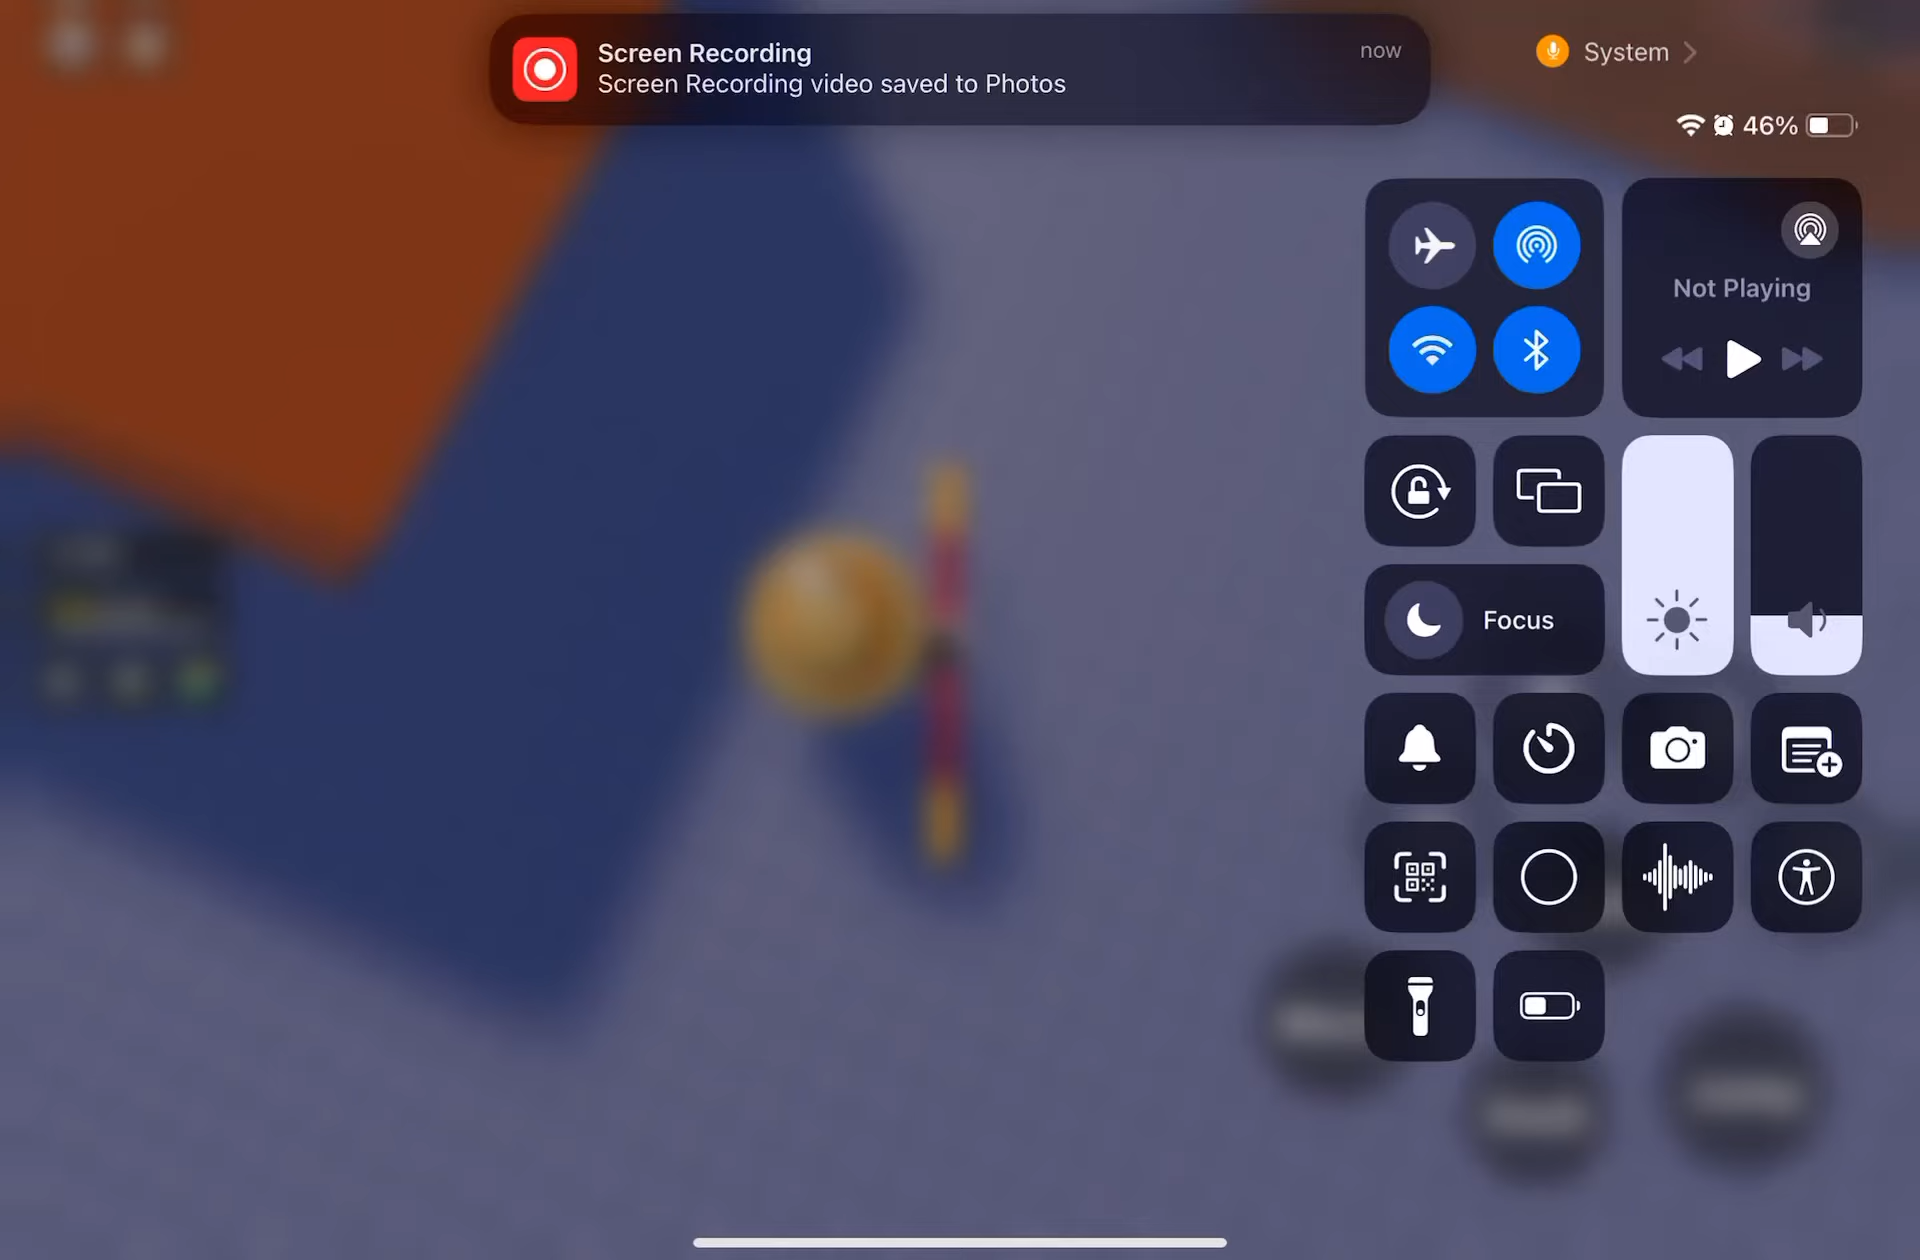 Screen Recording
now
Screen Recording video saved to Photos
System
46%
Not Playing
Focus